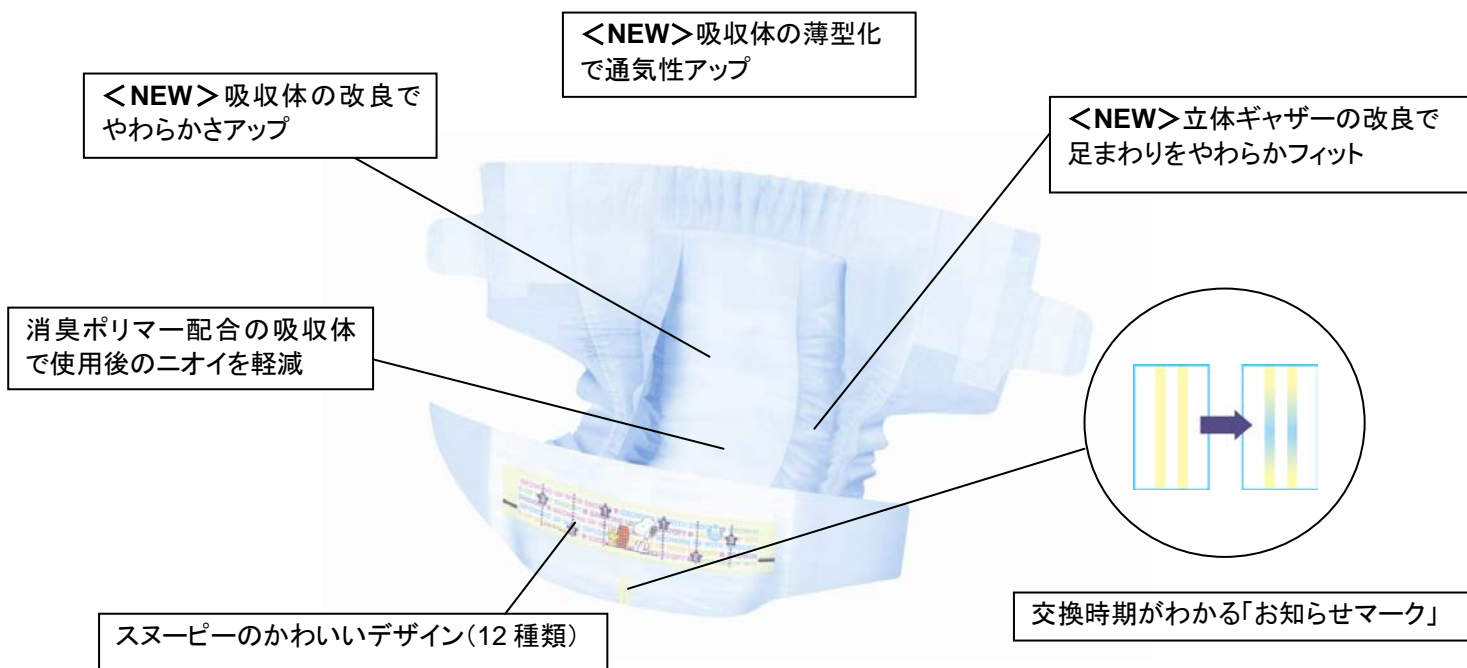 ＜NEW＞吸収体の薄型化
で通気性アップ
＜NEW＞吸収体の改良で
やわらかさアップ
＜NEW＞立体ギャザーの改良で
足まわりをやわらかフィット
消臭ポリマー配合の吸収体
で使用後のニオイを軽減
スヌーピーのかわいいデザイン（12 種類）
交換時期がわかる「お知らせマーク」